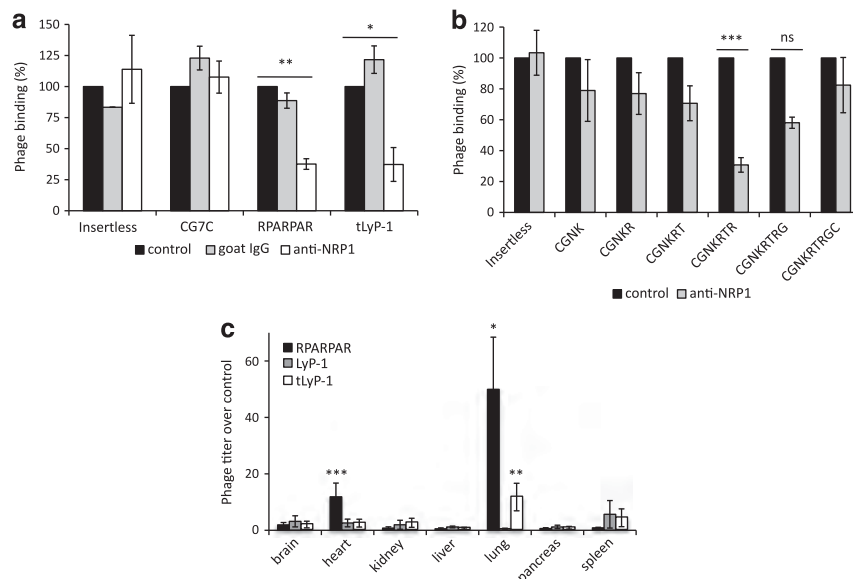 a
Phage binding (%)
150
125
100
75
50
25
0
*
**
Insertless CG7C RPARPAR tLyP-1
control goat IgG anti-NRP1
b
Phage binding (%)
120
100
80
60
40
20
0
***
ns
Insertless
CGNK
CGNKR
CGNKRT
CGNKRTR
CGNKRTRG
CGNKRTRGC
control anti-NRP1
c
Phage titer over control
60
40
20
0
RPARPAR
LyP-1
tLyP-1
*
***
**
brain
heart
kidney
liver
lung
pancreas
spleen